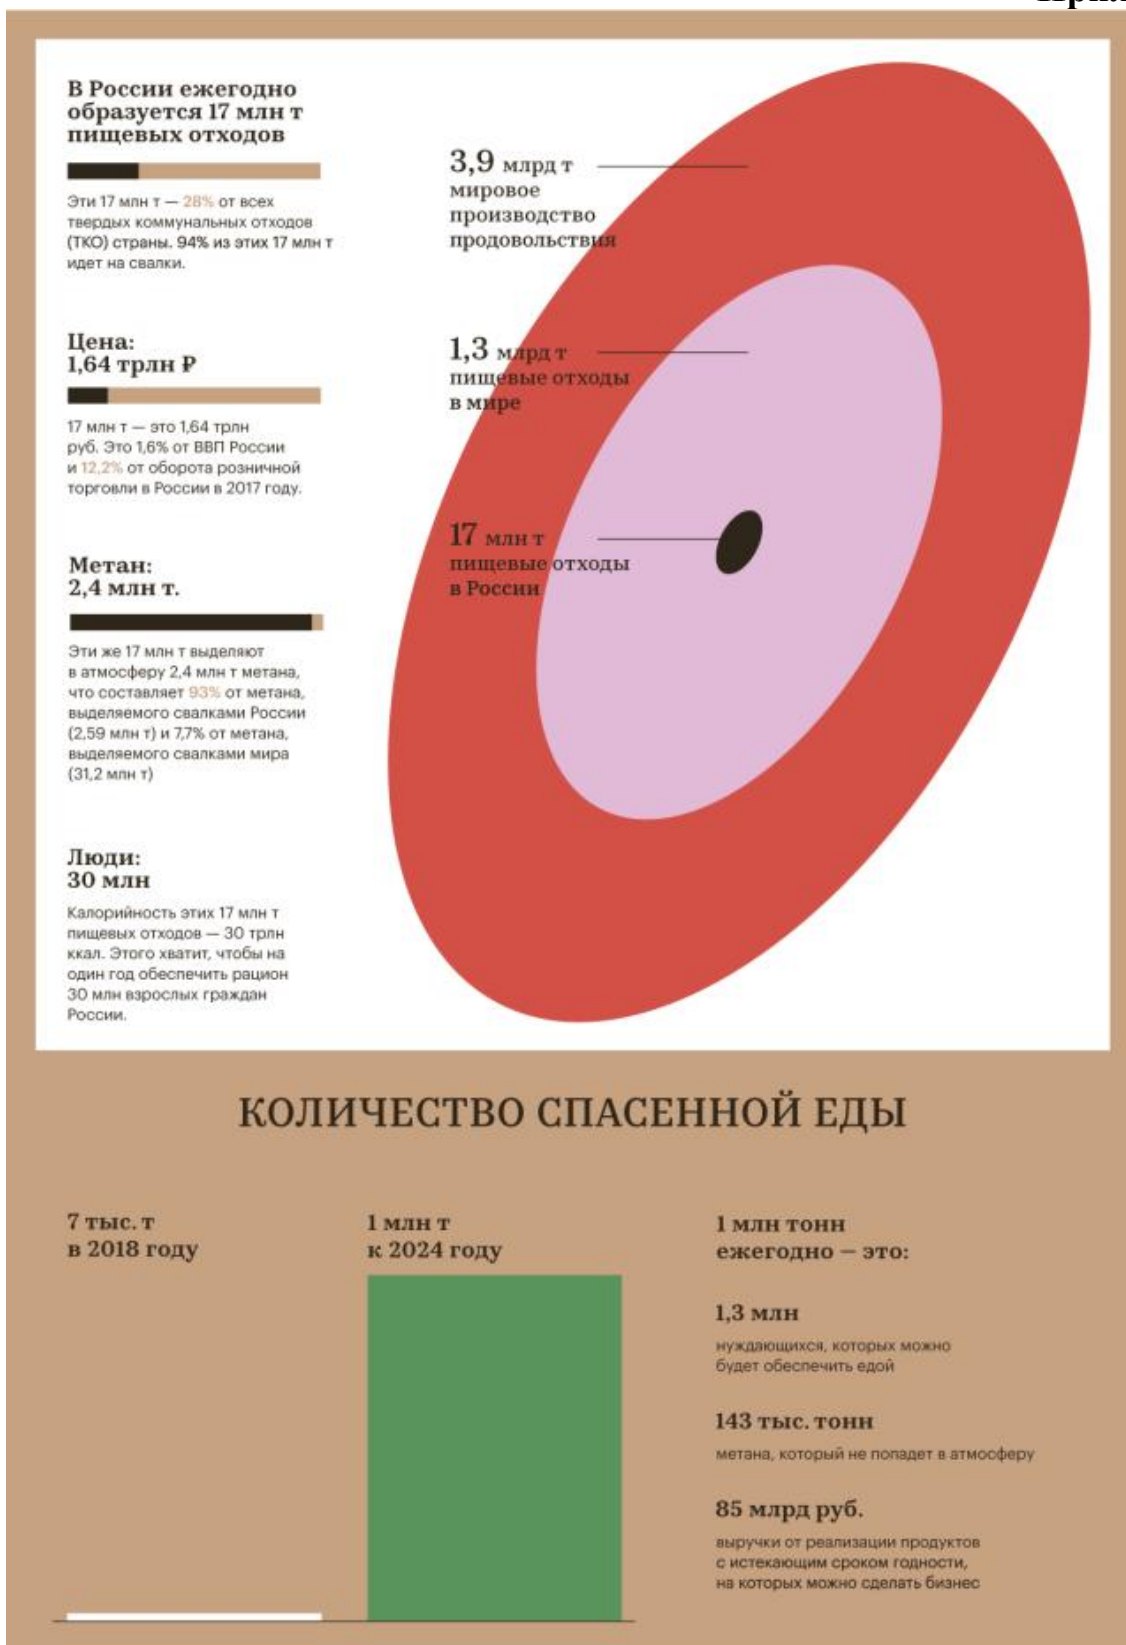 В России ежегодно
образуется 17 млн т
пищевых отходов
Эти 17 млн т — 28% от всех
твердых коммунальных отходов
(ТКО) страны. 94% из этих 17 млн т
идет на свалки.
Цена:
1,64 трлн ₽
17 млн т — это 1,64 трлн
руб. Это 1,6% от ВВП России
и 12,2% от оборота розничной
торговли в России в 2017 году.
Метан:
2,4 млн т.
Эти же 17 млн т выделяют
в атмосферу 2,4 млн т метана,
что составляет 93% от метана,
выделяемого свалками России
(2,59 млн т) и 7,7% от метана,
выделяемого свалками мира
(31,2 млн т)
Люди:
30 млн
Калорийность этих 17 млн т
пищевых отходов — 30 трлн
ккал. Этого хватит, чтобы на
один год обеспечить рацион
30 млн взрослых граждан
России.
3,9 млрд т
мировое
производство
продовольствия
1,3 млрд т
пищевые отходы
в мире
17 млн т
пищевые отходы
в России
КОЛИЧЕСТВО СПАСЕННОЙ ЕДЫ
7 тыс. т
в 2018 году
1 млн т
к 2024 году
1 млн тонн
ежегодно — это:
1,3 млн
нуждающихся, которых можно
будет обеспечить едой
143 тыс. тонн
метана, который не попадет в атмосферу
85 млрд руб.
выручки от реализации продуктов
с истекающим сроком годности,
на которых можно сделать бизнес